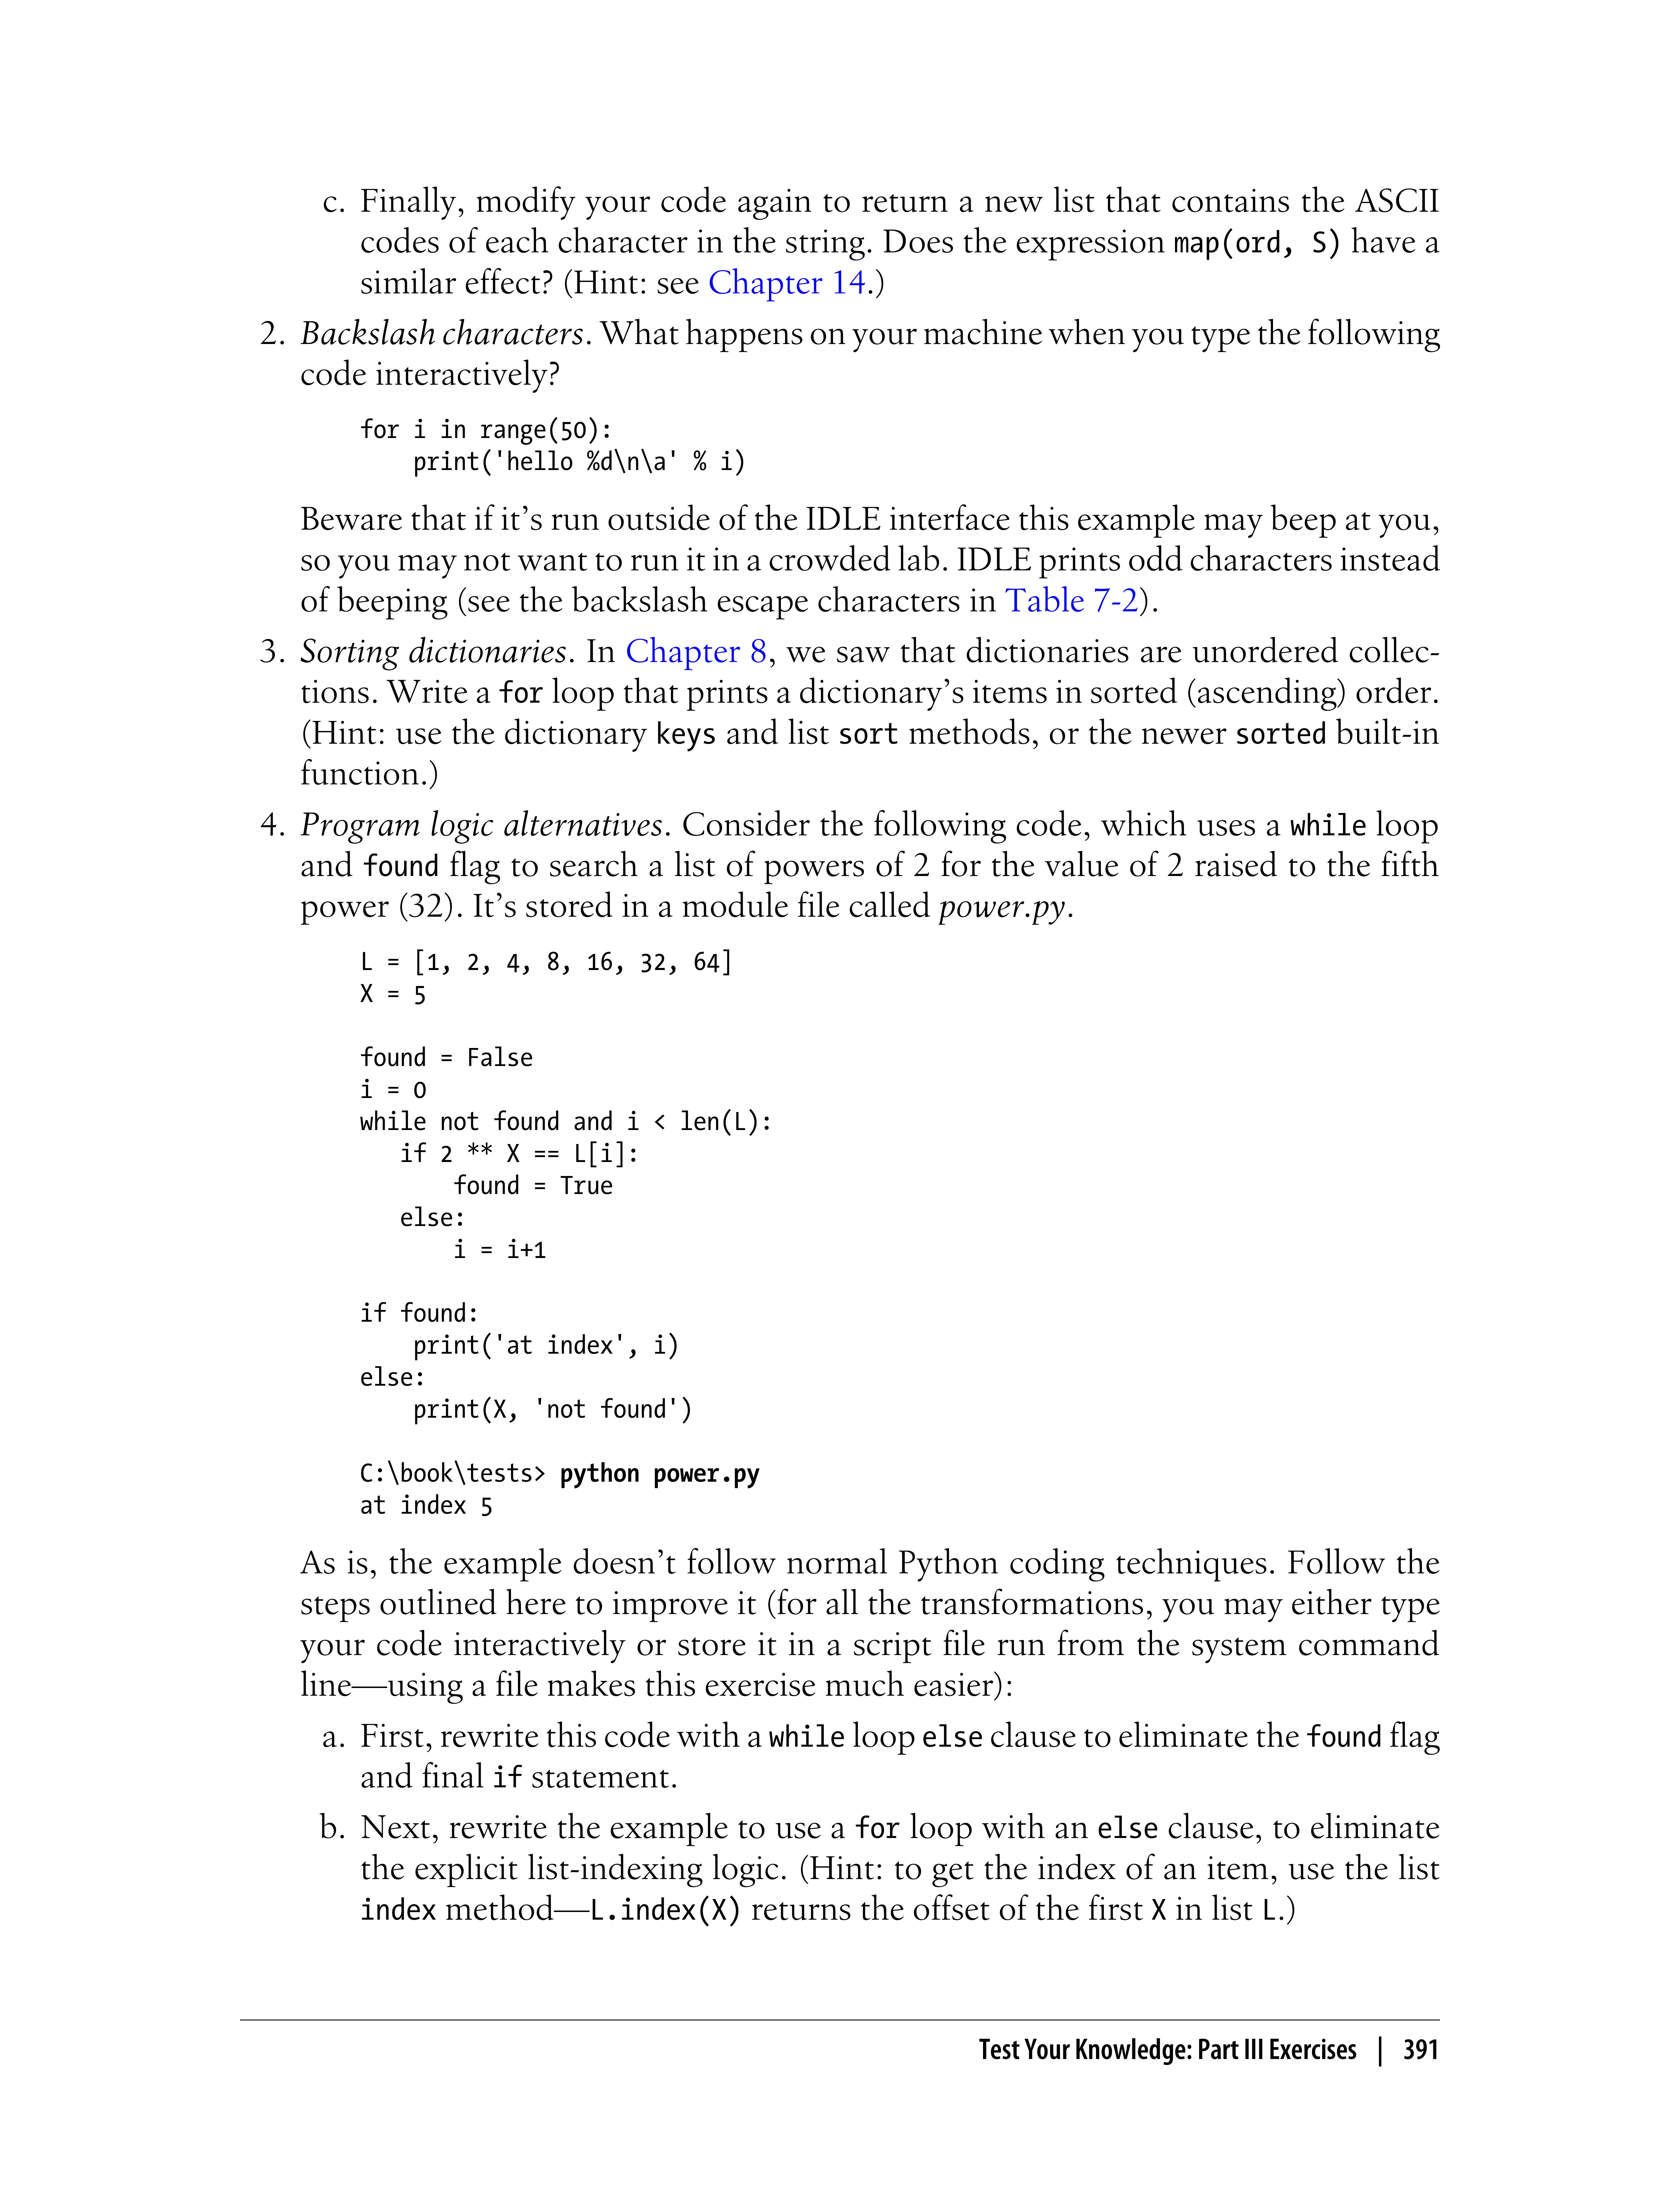 c. Finally, modify your code again to return a new list that contains the ASCII
codes of each character in the string. Does the expression map(ord, S) have a
similar effect? (Hint: see Chapter 14.)
2. Backslash characters. What happens on your machine when you type the following
code interactively?
for i in range(50):
    print('hello %d\n\a' % i)
Beware that if it’s run outside of the IDLE interface this example may beep at you,
so you may not want to run it in a crowded lab. IDLE prints odd characters instead
of beeping (see the backslash escape characters in Table 7-2).
3. Sorting dictionaries. In Chapter 8, we saw that dictionaries are unordered collec-
tions. Write a for loop that prints a dictionary’s items in sorted (ascending) order.
(Hint: use the dictionary keys and list sort methods, or the newer sorted built-in
function.)
4. Program logic alternatives. Consider the following code, which uses a while loop
and found flag to search a list of powers of 2 for the value of 2 raised to the fifth
power (32). It’s stored in a module file called power.py.
L = [1, 2, 4, 8, 16, 32, 64]
X = 5
found = False
i = 0
while not found and i < len(L):
   if 2 ** X == L[i]:
       found = True
   else:
       i = i+1
if found:
    print('at index', i)
else:
    print(X, 'not found')
C:\book\tests> python power.py
at index 5
As is, the example doesn’t follow normal Python coding techniques. Follow the
steps outlined here to improve it (for all the transformations, you may either type
your code interactively or store it in a script file run from the system command
line—using a file makes this exercise much easier):
a. First, rewrite this code with a while loop else clause to eliminate the found flag
and final if statement.
b. Next, rewrite the example to use a for loop with an else clause, to eliminate
the explicit list-indexing logic. (Hint: to get the index of an item, use the list
index method—L.index(X) returns the offset of the first X in list L.)
Test Your Knowledge: Part III Exercises | 391